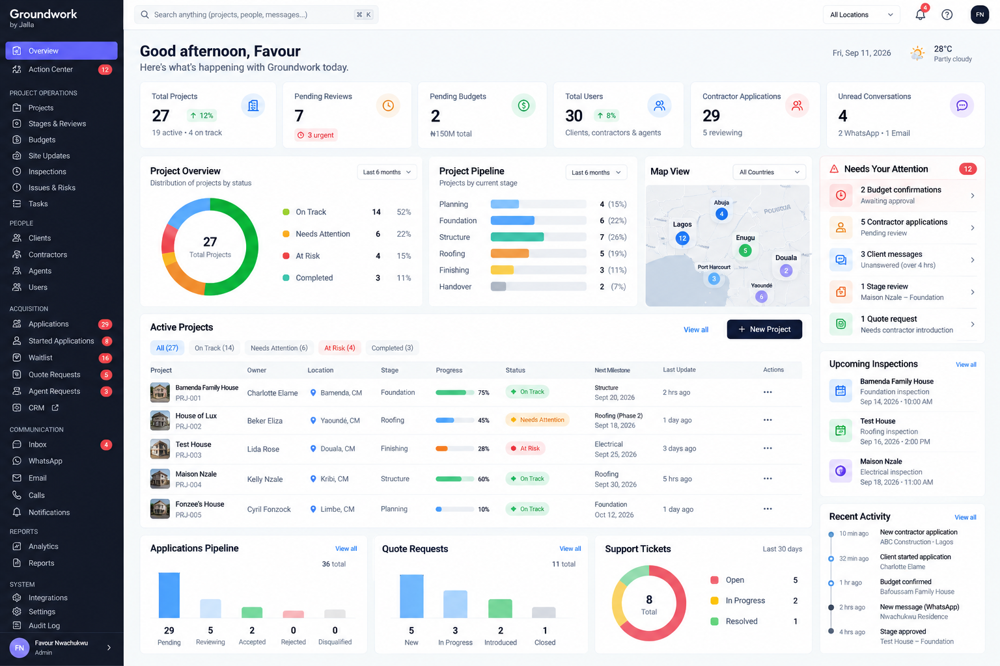 Groundwork
by Jalla
Overview
Action Center 12
PROJECT OPERATIONS
Projects
Stages & Reviews
Budgets
Site Updates
Inspections
Issues & Risks
Tasks
PEOPLE
Clients
Contractors
Agents
Users
ACQUISITION
Applications 29
Started Applications 8
Waitlist 16
Quote Requests 5
Agent Requests 3
CRM
COMMUNICATION
Inbox 4
WhatsApp
Email
Calls
Notifications
REPORTS
Analytics
Reports
SYSTEM
Integrations
Settings
Audit Log
FN Favour Nwachukwu
Admin
Search anything (projects, people, messages...) ⌘ K
All Locations
4
FN
Good afternoon, Favour
Here's what's happening with Groundwork today.
Fri, Sep 11, 2026
28°C
Partly cloudy
Total Projects
27 ↑ 12%
19 active • 4 on track
Pending Reviews
7
3 urgent
Pending Budgets
2
₦150M total
Total Users
30 ↑ 8%
Clients, contractors & agents
Contractor Applications
29
5 reviewing
Unread Conversations
4
2 WhatsApp • 1 Email
Project Overview
Last 6 months
Distribution of projects by status
27
Total Projects
On Track 14 52%
Needs Attention 6 22%
At Risk 4 15%
Completed 3 11%
Project Pipeline
Last 6 months
Projects by current stage
Planning 4 (15%)
Foundation 6 (22%)
Structure 7 (26%)
Roofing 5 (19%)
Finishing 3 (11%)
Handover 2 (7%)
Map View
All Countries
Abuja
4
Lagos
12
Enugu
5
Douala
2
Port Harcourt
3
Yaoundé
6
Needs Your Attention 12
2 Budget confirmations
Awaiting approval
5 Contractor applications
Pending review
3 Client messages
Unanswered (over 4 hrs)
1 Stage review
Maison Nzale – Foundation
1 Quote request
Needs contractor introduction
Active Projects
View all
+ New Project
All (27) On Track (14) Needs Attention (6) At Risk (4) Completed (3)
Project Owner Location Stage Progress Status Next Milestone Last Update Actions
Bamenda Family House
PRJ-001
Charlotte Elame Bamenda, CM Foundation 75% On Track
Structure
Sept 20, 2026
2 hrs ago
House of Lux
PRJ-002
Beker Eliza Yaoundé, CM Roofing 45% Needs Attention
Roofing (Phase 2)
Sept 18, 2026
1 day ago
Test House
PRJ-003
Lida Rose Douala, CM Finishing 28% At Risk
Electrical
Sept 25, 2026
3 days ago
Maison Nzale
PRJ-004
Kelly Nzale Kribi, CM Structure 60% On Track
Roofing
Sept 30, 2026
5 hrs ago
Fonzee's House
PRJ-005
Cyril Fonzock Limbe, CM Planning 10% On Track
Foundation
Oct 12, 2026
1 day ago
Upcoming Inspections View all
Bamenda Family House
Foundation inspection
Sep 14, 2026 • 10:00 AM
Test House
Roofing inspection
Sep 16, 2026 • 2:00 PM
Maison Nzale
Electrical inspection
Sep 18, 2026 • 11:00 AM
Applications Pipeline View all
36 total
29 5 2 0 0
Pending Reviewing Accepted Rejected Disqualified
Quote Requests View all
11 total
5 3 2 1
New In Progress Introduced Closed
Support Tickets Last 30 days
8
Total
Open 5
In Progress 2
Resolved 1
Recent Activity View all
10 min ago New contractor application
ABC Construction - Lagos
32 min ago Client started application
Charlotte Elame
1 hr ago Budget confirmed
Bafoussam Family House
2 hrs ago New message (WhatsApp)
Nwachukwu Residence
4 hrs ago Stage approved
Test House – Foundation